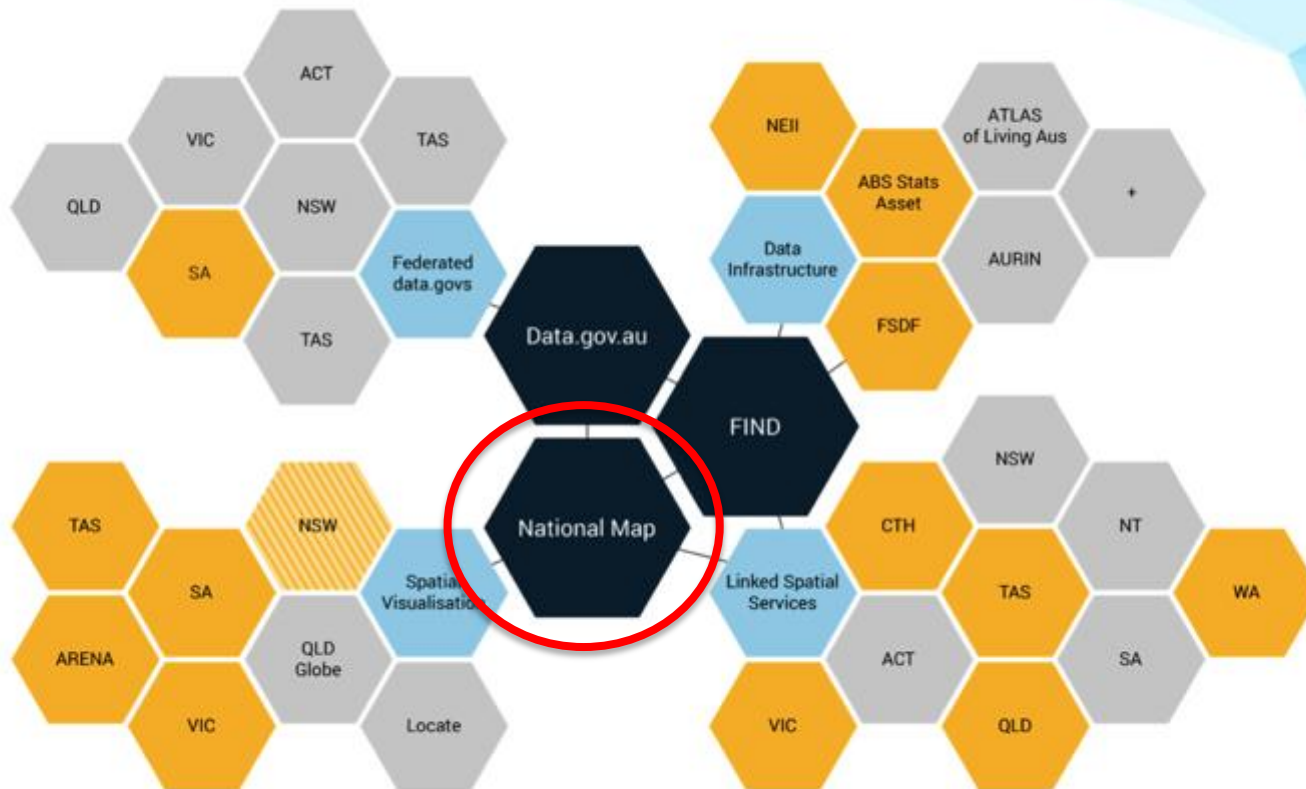 ACT
VIC
TAS
QLD
NSW
SA
Federated
data.govs
TAS
Data.gov.au
NEII
ATLAS
of Living Aus
ABS Stats
Asset
+
Data
Infrastructure
AURIN
FSDF
FIND
National Map
TAS
NSW
SA
Spatial
Visualisation
ARENA
QLD
Globe
VIC
Locate
NSW
CTH
NT
Linked Spatial
Services
TAS
WA
ACT
SA
VIC
QLD